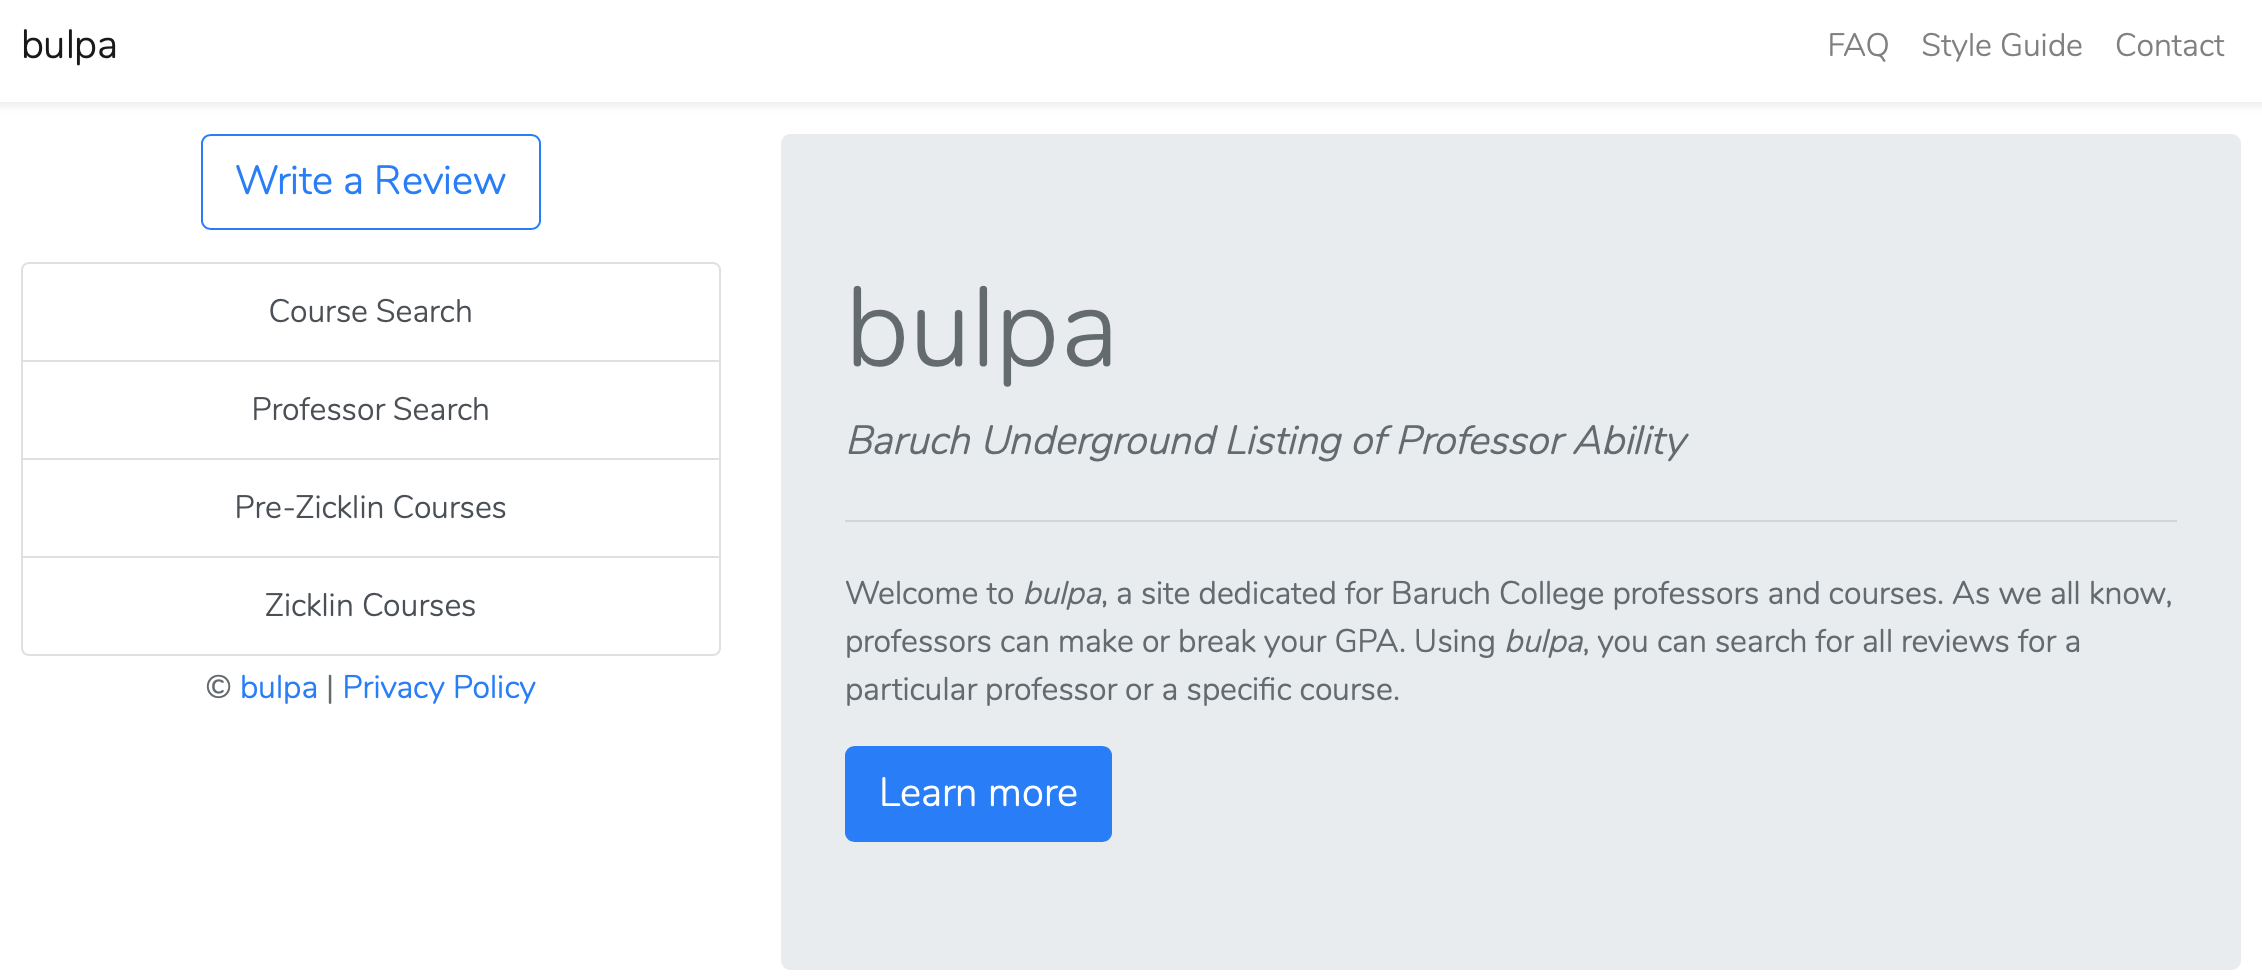 bulpa
FAQ Style Guide Contact
Write a Review
Course Search
Professor Search
Pre-Zicklin Courses
Zicklin Courses
© bulpa | Privacy Policy
bulpa
Baruch Underground Listing of Professor Ability
Welcome to bulpa, a site dedicated for Baruch College professors and courses. As we all know,
professors can make or break your GPA. Using bulpa, you can search for all reviews for a
particular professor or a specific course.
Learn more